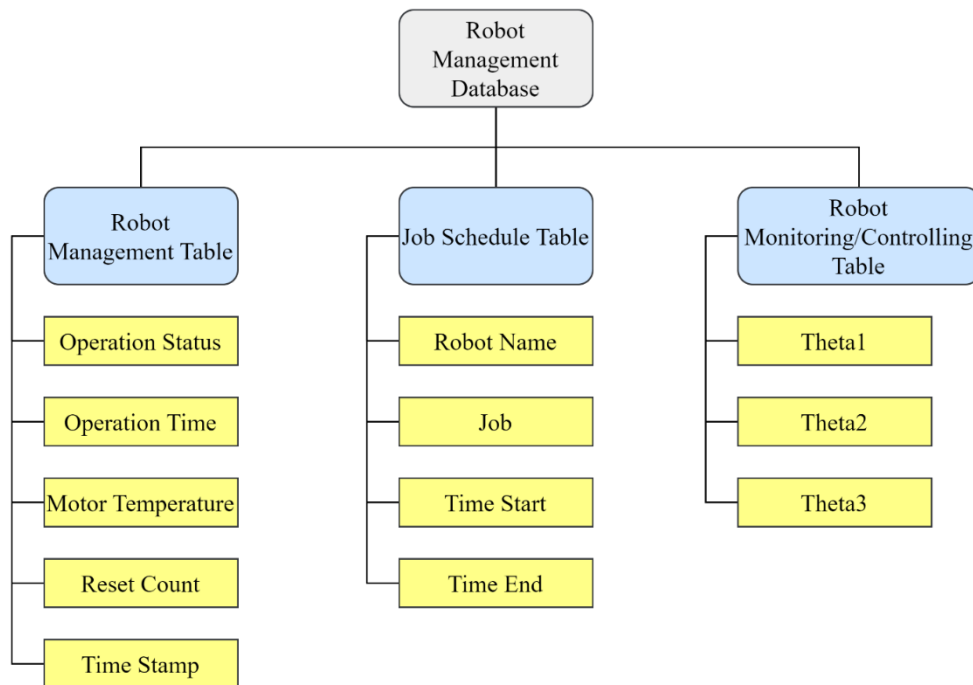 Robot
Management
Database
Robot
Management Table
Operation Status
Operation Time
Motor Temperature
Reset Count
Time Stamp
Job Schedule Table
Robot Name
Job
Time Start
Time End
Robot
Monitoring/Controlling
Table
Theta1
Theta2
Theta3